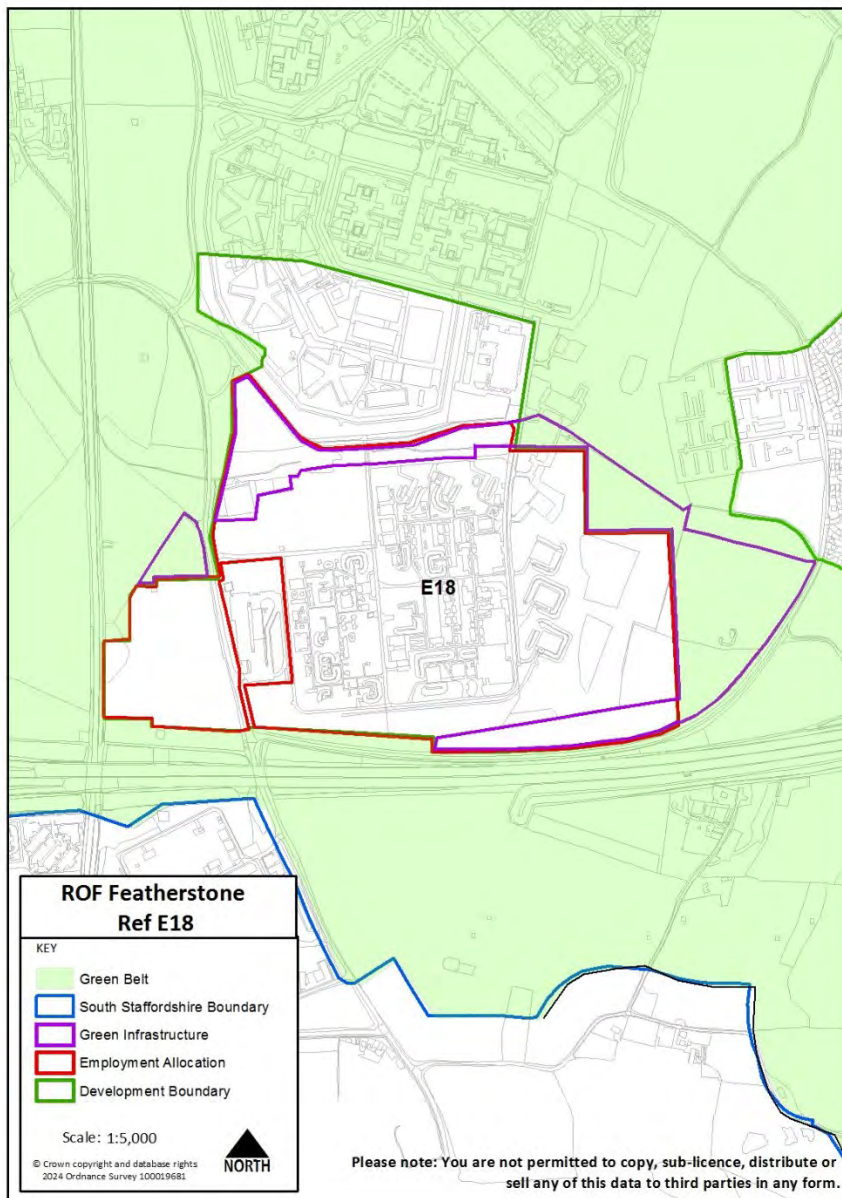 E18
ROF Featherstone
Ref E18
KEY
Green Belt
South Staffordshire Boundary
Green Infrastructure
Employment Allocation
Development Boundary
Scale: 1:5,000
© Crown copyright and database rights
2024 Ordnance Survey 100019681
NORTH
Please note: You are not permitted to copy, sub-licence, distribute or
sell any of this data to third parties in any form.